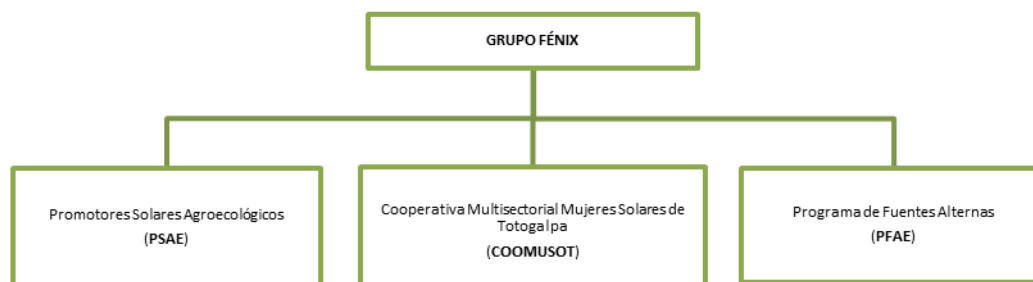 GRUPO FÉNIX
Promotores Solares Agroecológicos
(PSAE)
Cooperativa Multisectorial Mujeres Solares de
Totogalpa
(COOMUSOT)
Programa de Fuentes Alternas
(PFAE)